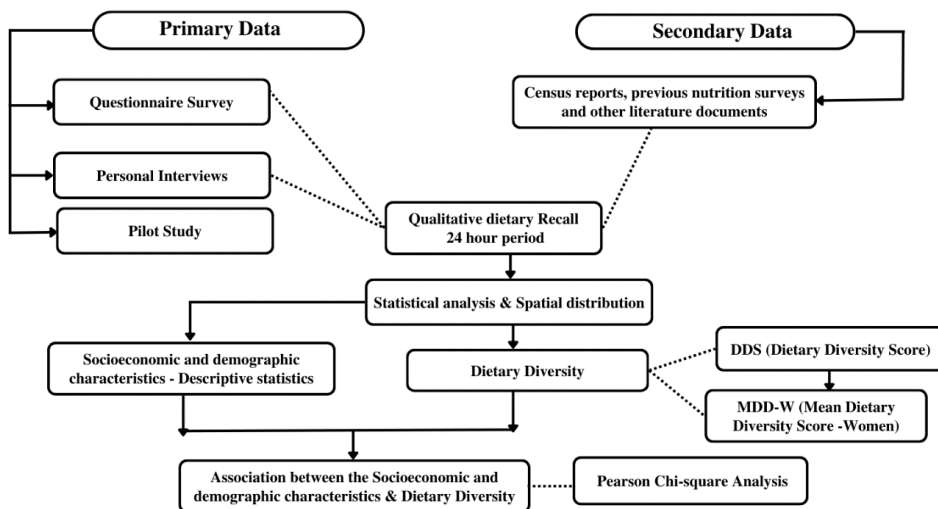 Primary Data
Secondary Data
Questionnaire Survey
Census reports, previous nutrition surveys
and other literature documents
Personal Interviews
Pilot Study
Qualitative dietary Recall
24 hour period
Statistical analysis & Spatial distribution
Socioeconomic and demographic
characteristics - Descriptive statistics
Dietary Diversity
DDS (Dietary Diversity Score)
MDD-W (Mean Dietary
Diversity Score -Women)
Association between the Socioeconomic and
demographic characteristics & Dietary Diversity
Pearson Chi-square Analysis